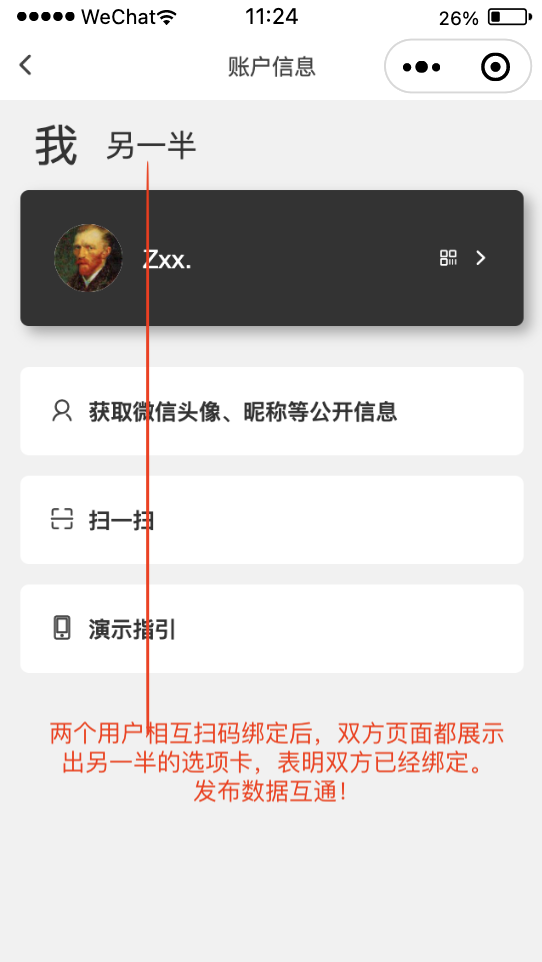 WeChat 11:24 26%
账户信息
我 另一半
Zxx.
获取微信头像、昵称等公开信息
扫一扫
演示指引
两个用户相互扫码绑定后，双方页面都展示
出另一半的选项卡，表明双方已经绑定。
发布数据互通！